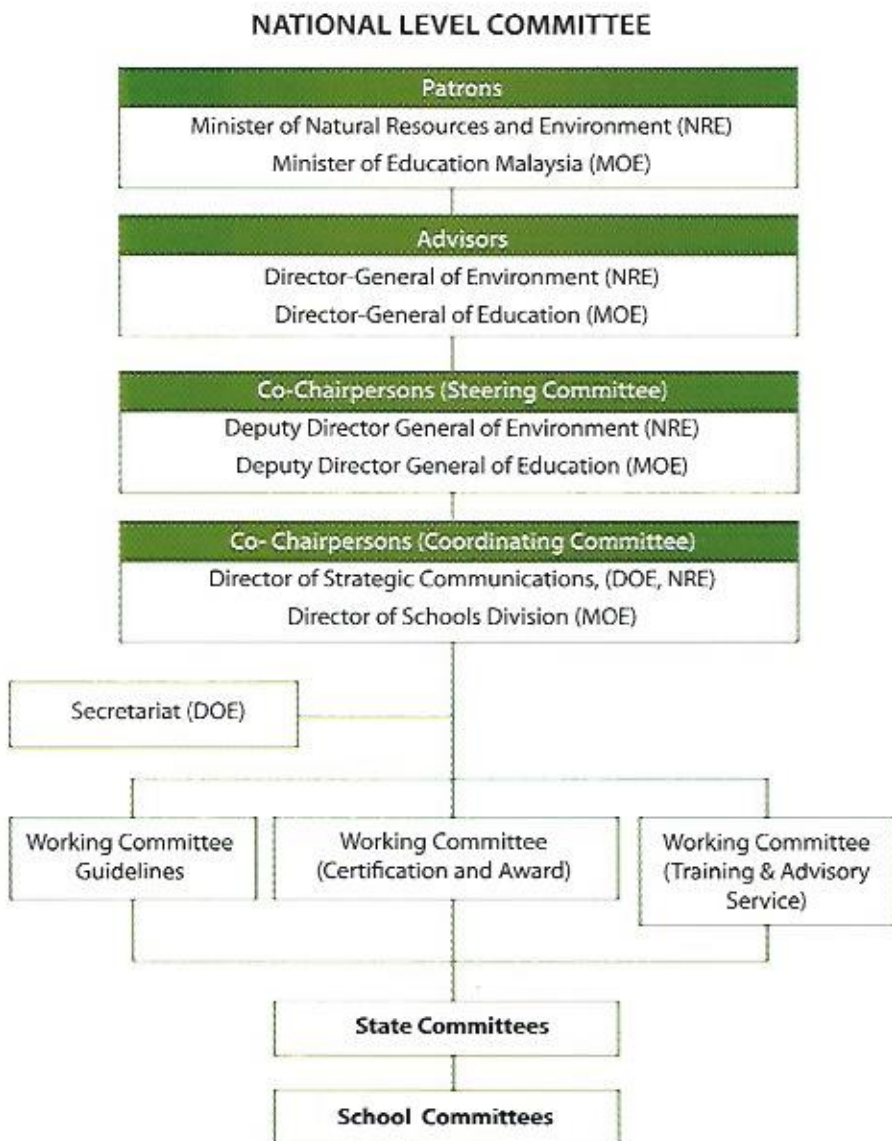 NATIONAL LEVEL COMMITTEE
Patrons
Minister of Natural Resources and Environment (NRE)
Minister of Education Malaysia (MOE)
Advisors
Director-General of Environment (NRE)
Director-General of Education (MOE)
Co-Chairpersons (Steering Committee)
Deputy Director General of Environment (NRE)
Deputy Director General of Education (MOE)
Co- Chairpersons (Coordinating Committee)
Director of Strategic Communications, (DOE, NRE)
Director of Schools Division (MOE)
Secretariat (DOE)
Working Committee
Guidelines
Working Committee
(Certification and Award)
Working Committee
(Training & Advisory
Service)
State Committees
School Committees